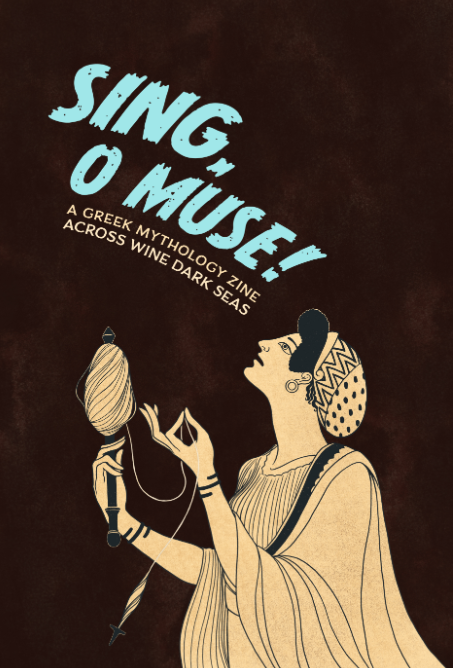 SING,
O MUSE!
A GREEK MYTHOLOGY ZINE
ACROSS WINE DARK SEAS